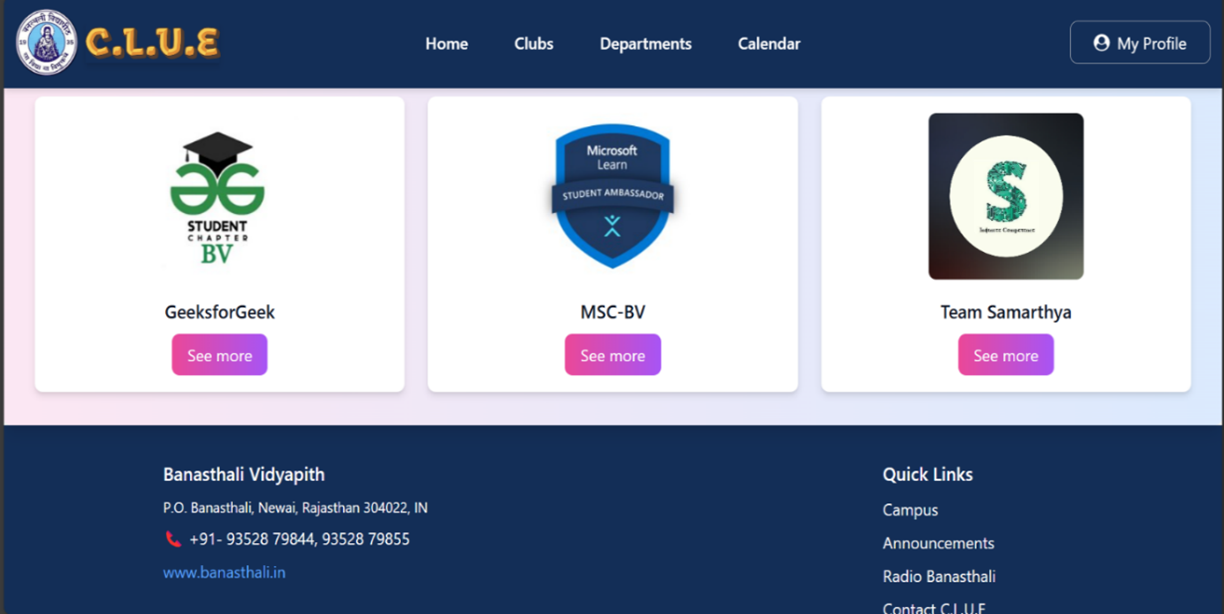 C.L.U.E
Home Clubs Departments Calendar
My Profile
STUDENT
CHAPTER
BV
GeeksforGeek
See more
Microsoft
Learn
STUDENT AMBASSADOR
MSC-BV
See more
S
Infinite Competence
Team Samarthya
See more
Banasthali Vidyapith
P.O. Banasthali, Newai, Rajasthan 304022, IN
+91- 93528 79844, 93528 79855
www.banasthali.in
Quick Links
Campus
Announcements
Radio Banasthali
Contact C.L.U.E